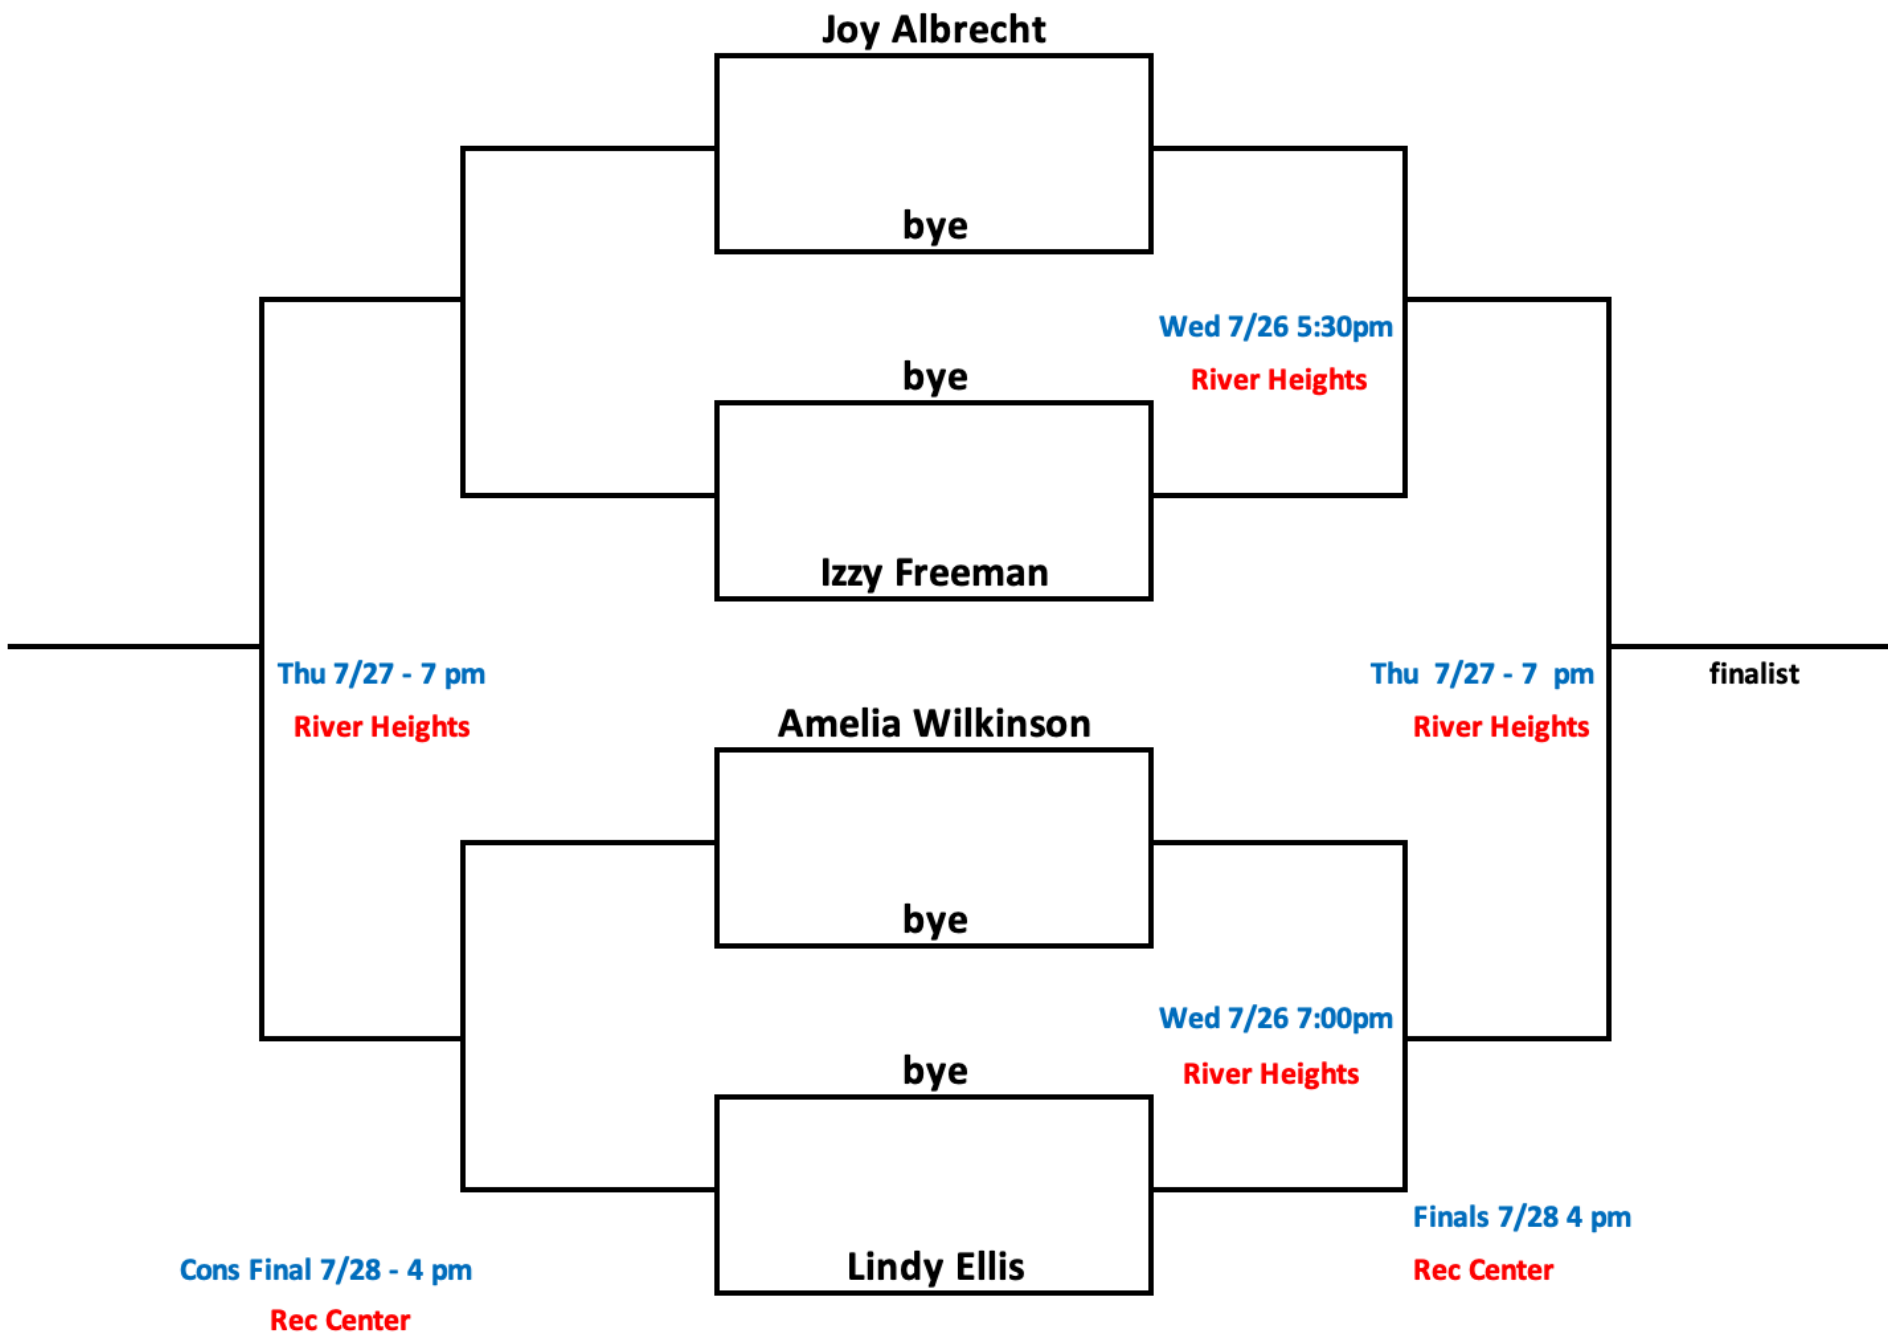 Joy Albrecht
bye
Wed 7/26 5:30pm
River Heights
bye
Izzy Freeman
Thu 7/27 - 7 pm
River Heights
Thu  7/27 - 7  pm
River Heights
finalist
Amelia Wilkinson
bye
Wed 7/26 7:00pm
River Heights
bye
Lindy Ellis
Finals 7/28 4 pm
Rec Center
Cons Final 7/28 - 4 pm
Rec Center